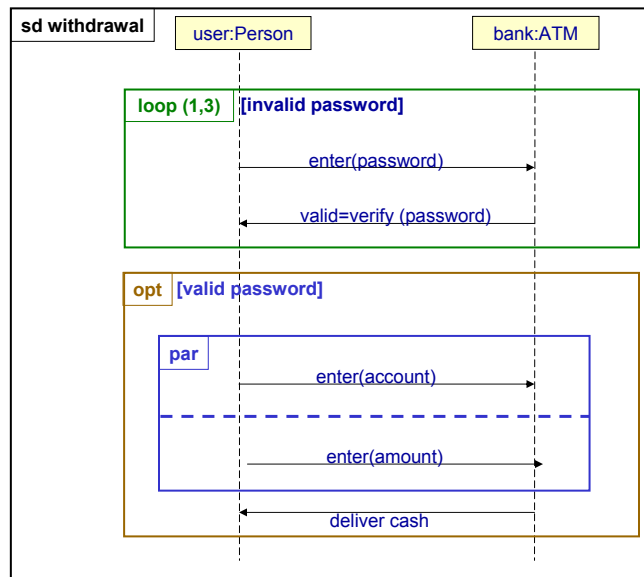 sd withdrawal
user:Person
bank:ATM
loop (1,3)
[invalid password]
enter(password)
valid=verify (password)
opt
[valid password]
par
enter(account)
enter(amount)
deliver cash